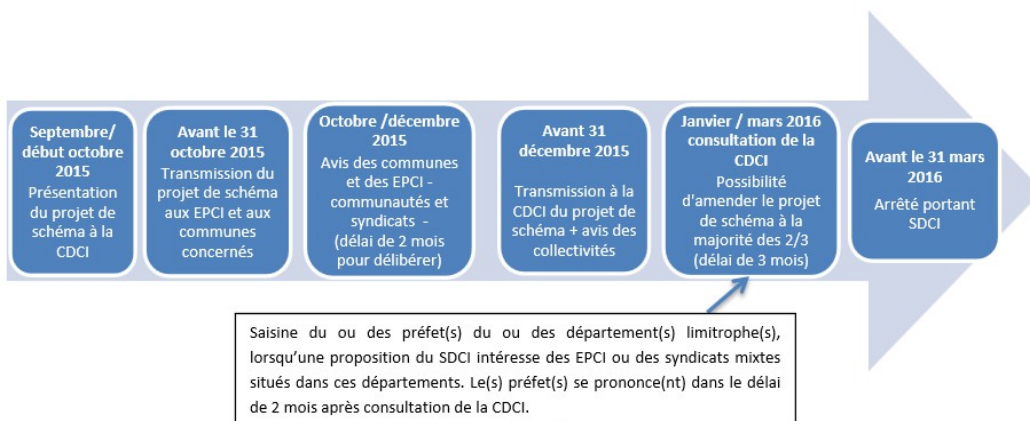 Septembre/
début octobre
2015
Présentation
du projet de
schéma à la
CDCI
Avant le 31
octobre 2015
Transmission du
projet de schéma
aux EPCI et aux
communes
concernés
Octobre /décembre
2015
Avis des communes
et des EPCI -
communautés et
syndicats -
(délai de 2 mois
pour délibérer)
Avant 31
décembre 2015
Transmission à la
CDCI du projet de
schéma + avis des
collectivités
Janvier / mars 2016
consultation de la
CDCI
Possibilité
d'amender le projet
de schéma à la
majorité des 2/3
(délai de 3 mois)
Avant le 31 mars
2016
Arrêté portant
SDCI
Saisine du ou des préfet(s) du ou des département(s) limitrophe(s),
lorsqu'une proposition du SDCI intéresse des EPCI ou des syndicats mixtes
situés dans ces départements. Le(s) préfet(s) se prononce(nt) dans le délai
de 2 mois après consultation de la CDCI.